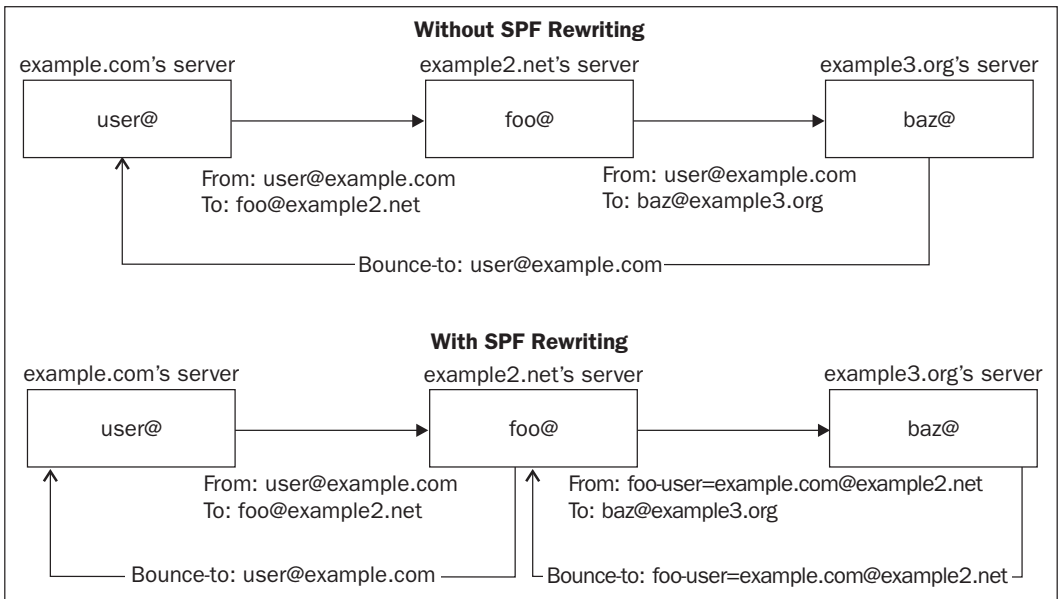 Without SPF Rewriting
example.com's server
example2.net's server
example3.org's server
user@
foo@
baz@
From: user@example.com
To: foo@example2.net
From: user@example.com
To: baz@example3.org
Bounce-to: user@example.com
With SPF Rewriting
example.com's server
example2.net's server
example3.org's server
user@
foo@
baz@
From: user@example.com
To: foo@example2.net
From: foo-user=example.com@example2.net
To: baz@example3.org
Bounce-to: user@example.com
Bounce-to: foo-user=example.com@example2.net